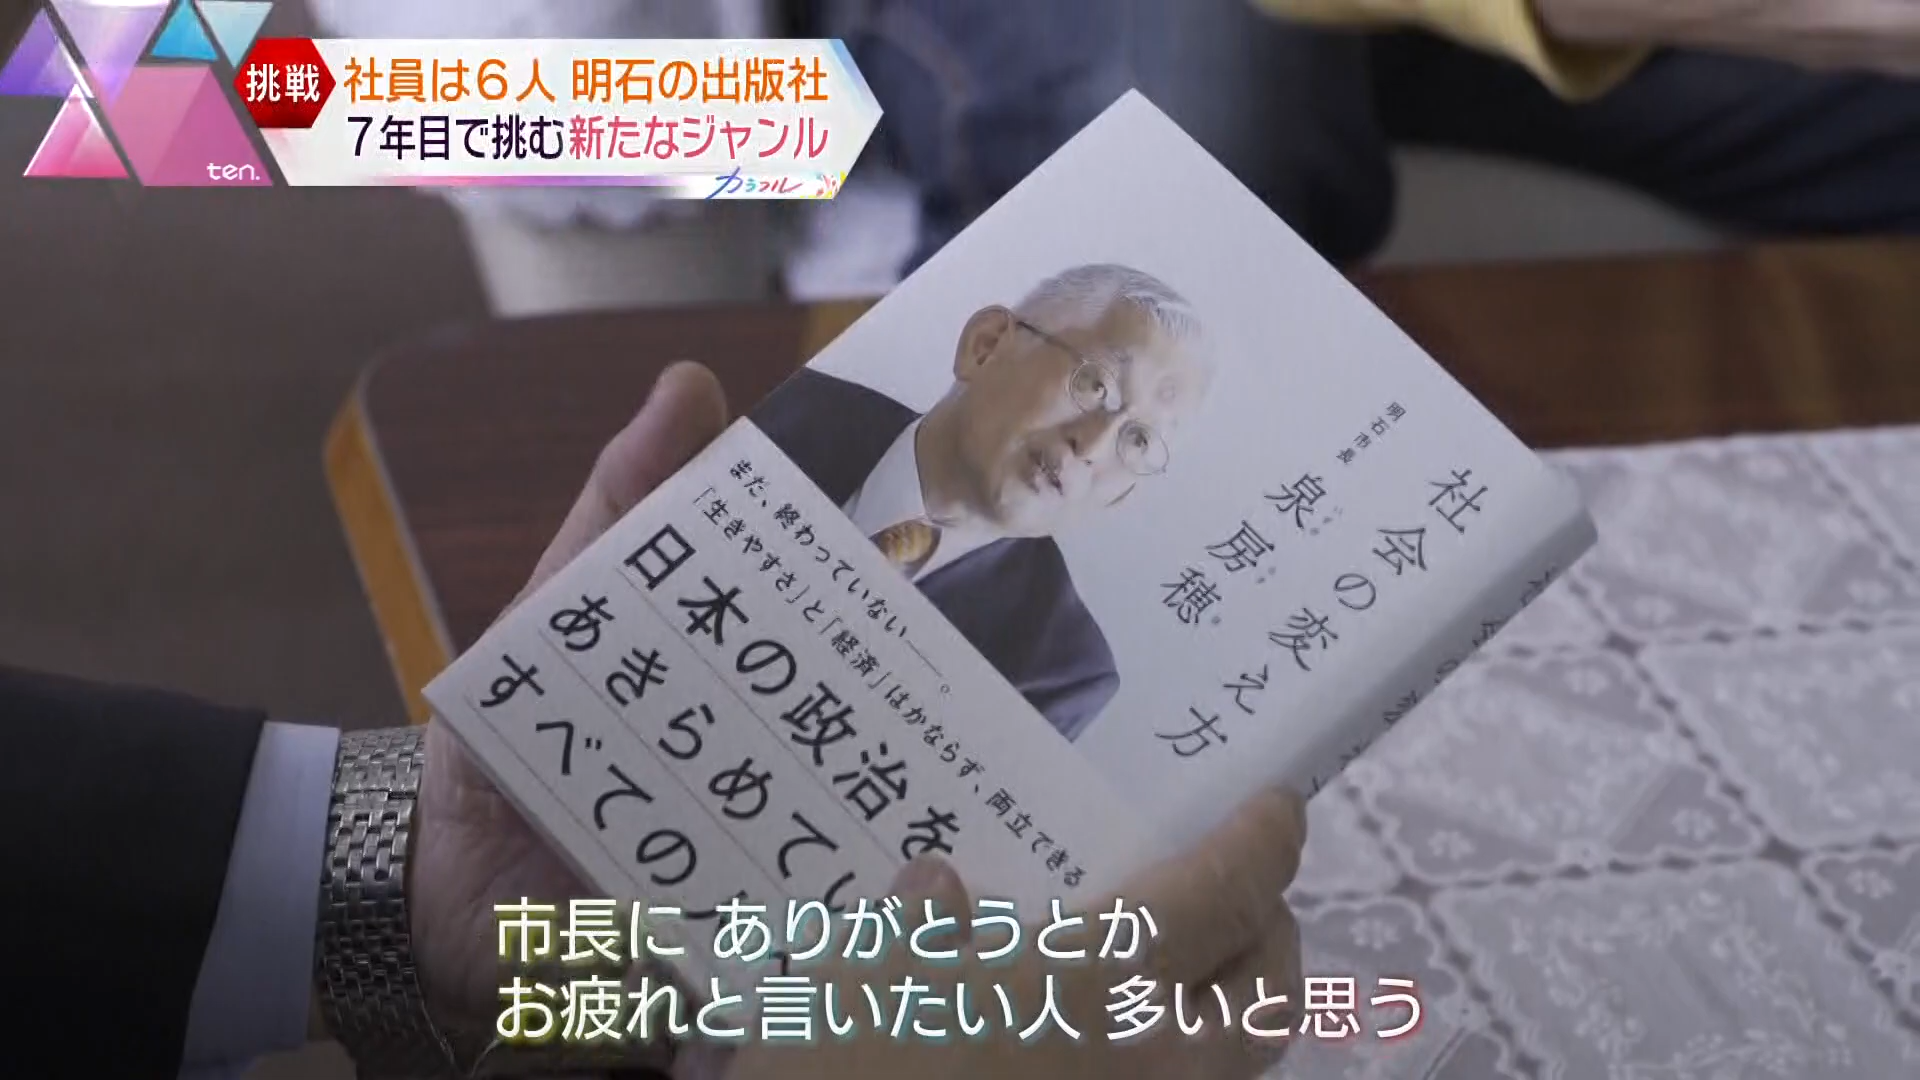 挑戦
社員は6人 明石の出版社
7年目で挑む新たなジャンル
カラフル
ten.
社会の変え方
明石市長
泉房穂
まだ、終わっていない――。
「生きやすさ」と「経済」はかならず、両立できる
日本の政治を
あきらめてい
すべての
市長に ありがとうとか
お疲れと言いたい人 多いと思う